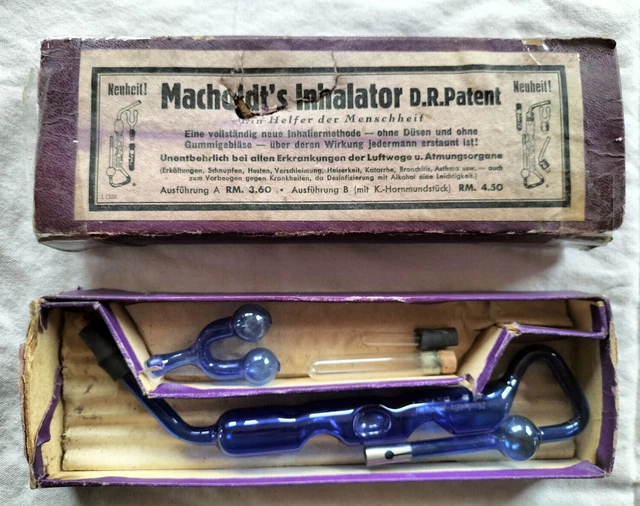 Neuheit!
Macholdt's Inhalator D.R.Patent
Neuheit!
Ein Helfer der Menschheit
Eine vollständig neue Inhaliermethode — ohne Düsen und ohne
Gummigebläse — über deren Wirkung jedermann erstaunt ist!
Unentbehrlich bei allen Erkrankungen der Luftwege u. Atmungsorgane
(Erkältungen, Schnupfen, Husten, Verschleimung, Heiserkeit, Katarrhe, Bronchitis, Asthma usw. — auch
zum Vorbeugen gegen Krankheiten, da Desinfizierung mit Alkohol eine Leichtigkeit.)
Ausführung A RM. 3.60 • Ausführung B (mit K.-Hornmundstück) RM. 4.50